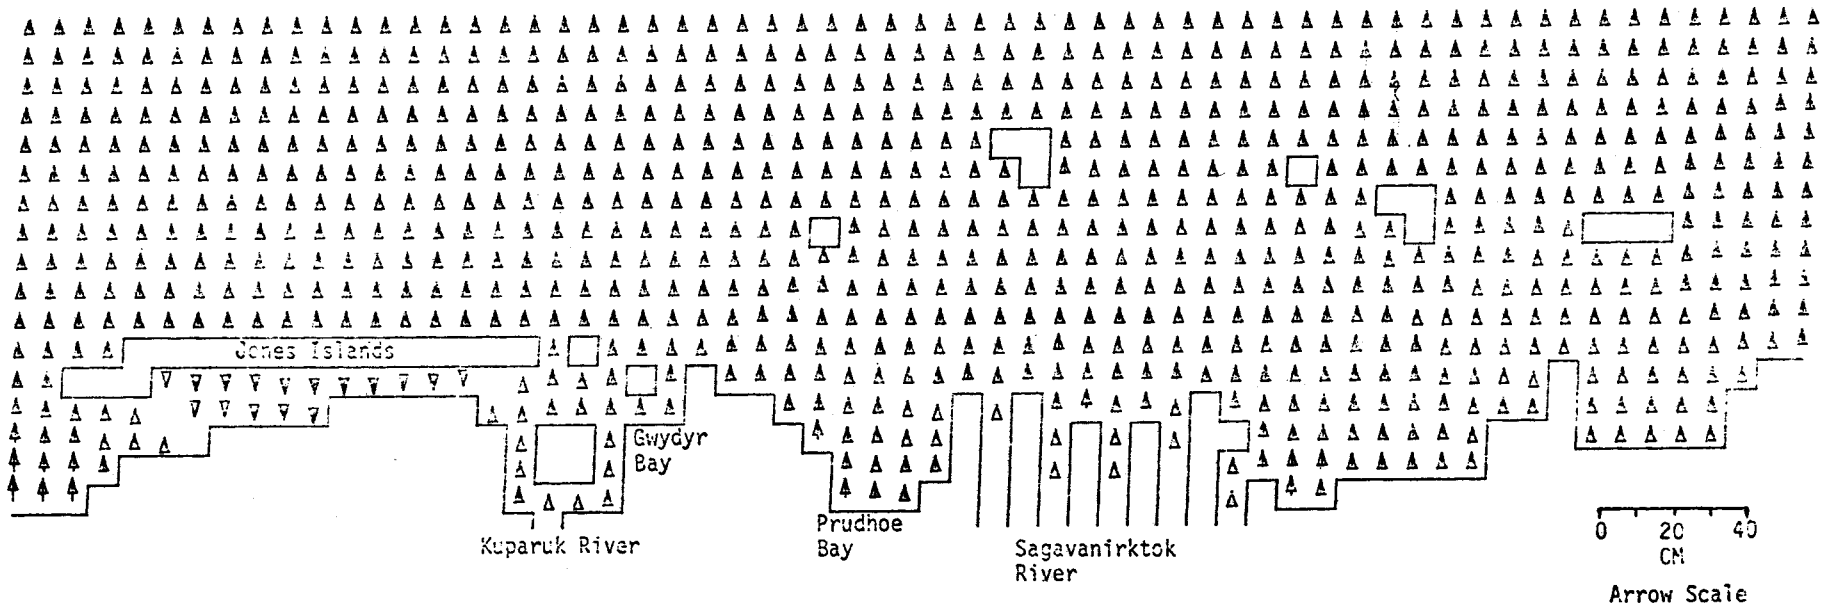 Jones Islands
Gwydyr
Bay
Kuparuk River
Prudhoe
Bay
Sagavanirktok
River
0 20 40
CM
Arrow Scale